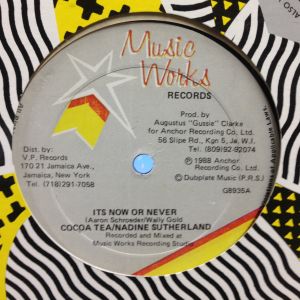 Music
Works
RECORDS
Prod. by
Augustus "Gussie" Clarke
for Anchor Recording Co, Ltd.
56 Slipe Rd., Kgn 5, Ja, W.I.
Tel. (809)92-92074
Dist. by:
V.P. Records
170 21 Jamaica Ave.,
Jamaica, New York
Tel (718)291-7058
Ⓟ 1988 Anchor
Recording Co. Ltd.
© Dubplate Music (P.R.S.)
G8935A
ITS NOW OR NEVER
(Aaron Schroeder/Wally Gold)
COCOA TEA/NADINE SUTHERLAND
Recorded and Mixed at
Music Works Recording Studio
ALSO